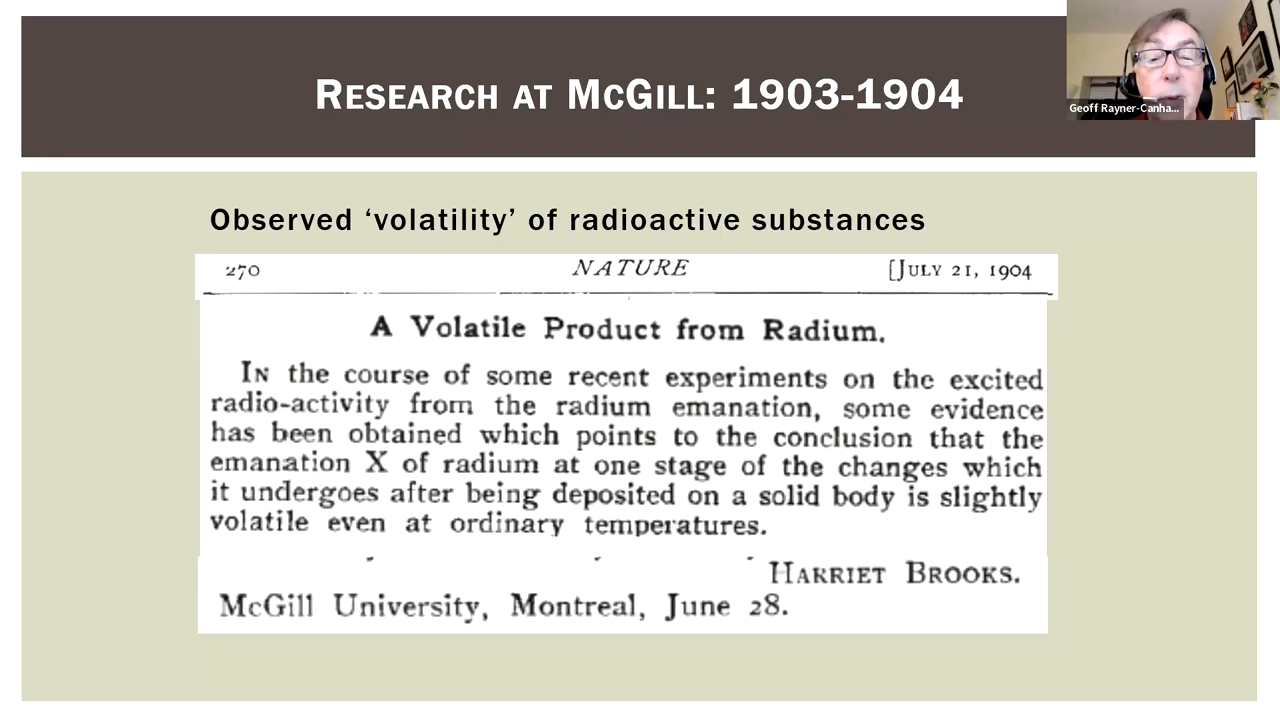 RESEARCH AT MCGILL: 1903-1904
Geoff Rayner-Canha...
Observed ‘volatility’ of radioactive substances
270 NATURE [JULY 21, 1904
A Volatile Product from Radium.
IN the course of some recent experiments on the excited
radio-activity from the radium emanation, some evidence
has been obtained which points to the conclusion that the
emanation X of radium at one stage of the changes which
it undergoes after being deposited on a solid body is slightly
volatile even at ordinary temperatures.
HARRIET BROOKS.
McGill University, Montreal, June 28.